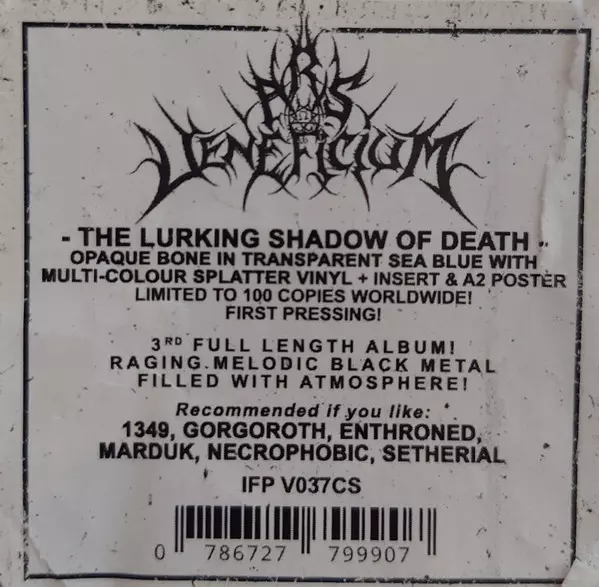 ARS
VENEFICIUM
- THE LURKING SHADOW OF DEATH -
OPAQUE BONE IN TRANSPARENT SEA BLUE WITH
MULTI-COLOUR SPLATTER VINYL + INSERT & A2 POSTER
LIMITED TO 100 COPIES WORLDWIDE!
FIRST PRESSING!
3RD FULL LENGTH ALBUM!
RAGING MELODIC BLACK METAL
FILLED WITH ATMOSPHERE!
Recommended if you like:
1349, GORGOROTH, ENTHRONED,
MARDUK, NECROPHOBIC, SETHERIAL
IFP V037CS
0 786727 799907